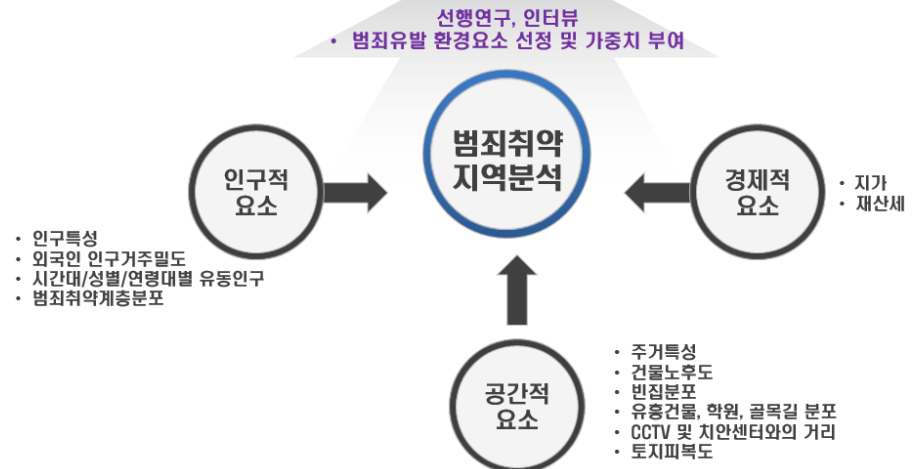 선행연구, 인터뷰
• 범죄유발 환경요소 선정 및 가중치 부여
범죄취약
지역분석
인구적
요소
• 인구특성
• 외국인 인구거주밀도
• 시간대/성별/연령대별 유동인구
• 범죄취약계층분포
경제적
요소
• 지가
• 재산세
공간적
요소
• 주거특성
• 건물노후도
• 빈집분포
• 유흥건물, 학원, 골목길 분포
• CCTV 및 치안센터와의 거리
• 토지피복도